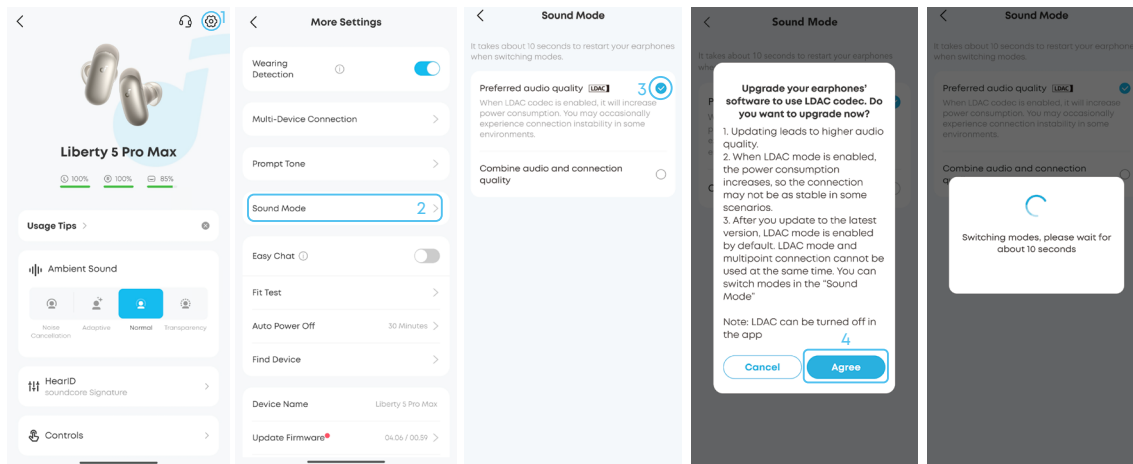 1
Liberty 5 Pro Max
100% 100% 85%
Usage Tips
Ambient Sound
Noise
Cancellation
Adaptive
Normal
Transparency
HearID
soundcore Signature
Controls
More Settings
Wearing
Detection
Multi-Device Connection
Prompt Tone
Sound Mode 2
Easy Chat
Fit Test
Auto Power Off 30 Minutes
Find Device
Device Name Liberty 5 Pro Max
Update Firmware 04.06 / 00.59
Sound Mode
It takes about 10 seconds to restart your earphones
when switching modes.
Preferred audio quality LDAC 3
When LDAC codec is enabled, it will increase
power consumption. You may occasionally
experience connection instability in some
environments.
Combine audio and connection
quality
Sound Mode
It takes about 10 seconds to restart your earphones
Upgrade your earphones'
software to use LDAC codec. Do
you want to upgrade now?
1. Updating leads to higher audio
quality.
2. When LDAC mode is enabled,
the power consumption
increases, so the connection
may not be as stable in some
scenarios.
3. After you update to the latest
version, LDAC mode is enabled
by default. LDAC mode and
multipoint connection cannot be
used at the same time. You can
switch modes in the "Sound
Mode"
Note: LDAC can be turned off in
the app
4
Cancel Agree
Sound Mode
It takes about 10 seconds to restart your earphone
when switching modes.
Preferred audio quality LDAC
When LDAC codec is enabled, it will increase
power consumption. You may occasionally
experience connection instability in some
environments.
Combine audio and connection
Switching modes, please wait for
about 10 seconds